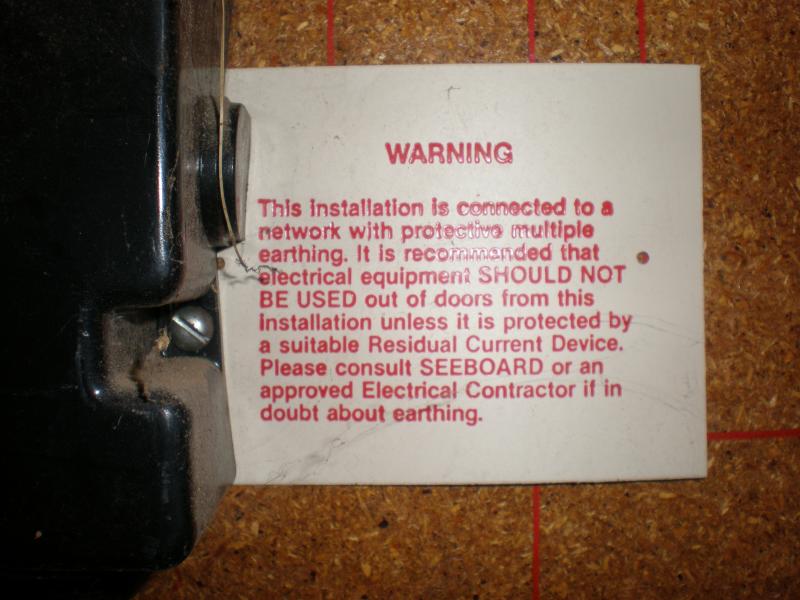 WARNING
This installation is connected to a
network with protective multiple
earthing. It is recommended that
electrical equipment SHOULD NOT
BE USED out of doors from this
installation unless it is protected by
a suitable Residual Current Device.
Please consult SEEBOARD or an
approved Electrical Contractor if in
doubt about earthing.